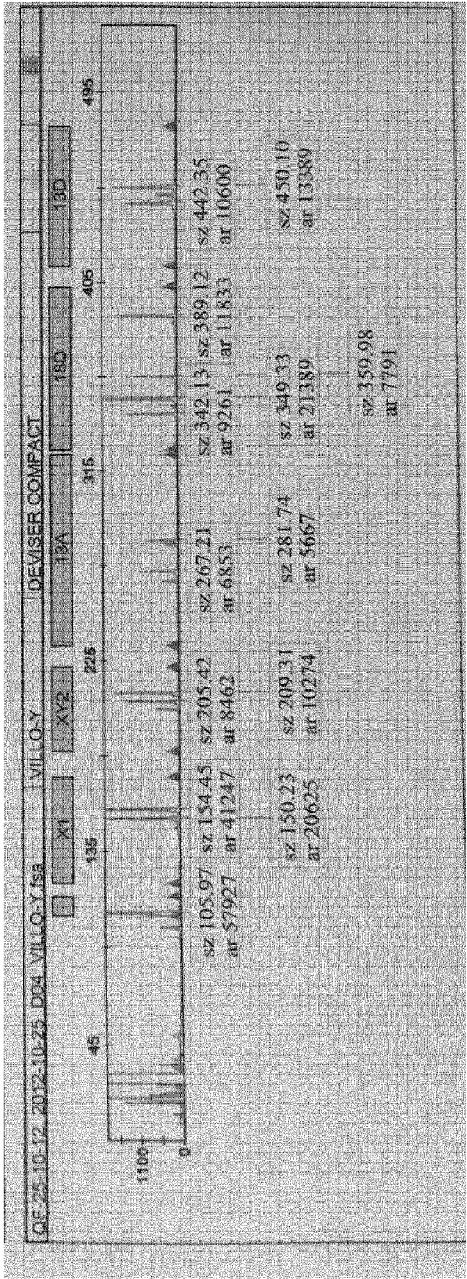 QF-25-10-12 2012-10-25 D04 VILLO-Y.fsa VILLO-Y DEVISER COMPACT
X1 XY2 13A 18D 13D
45 135 225 315 405 495
1100
0
sz 105.97 sz 154.45 sz 205.42 sz 267.21 sz 342.13 sz 389.12 sz 442.35
ar 57927 ar 41247 ar 8462 ar 6853 ar 9261 ar 11833 ar 10600
sz 150.23 sz 209.31 sz 281.74 sz 349.33 sz 450.10
ar 20625 ar 10274 ar 5667 ar 21389 ar 13389
sz 359.98
ar 7791